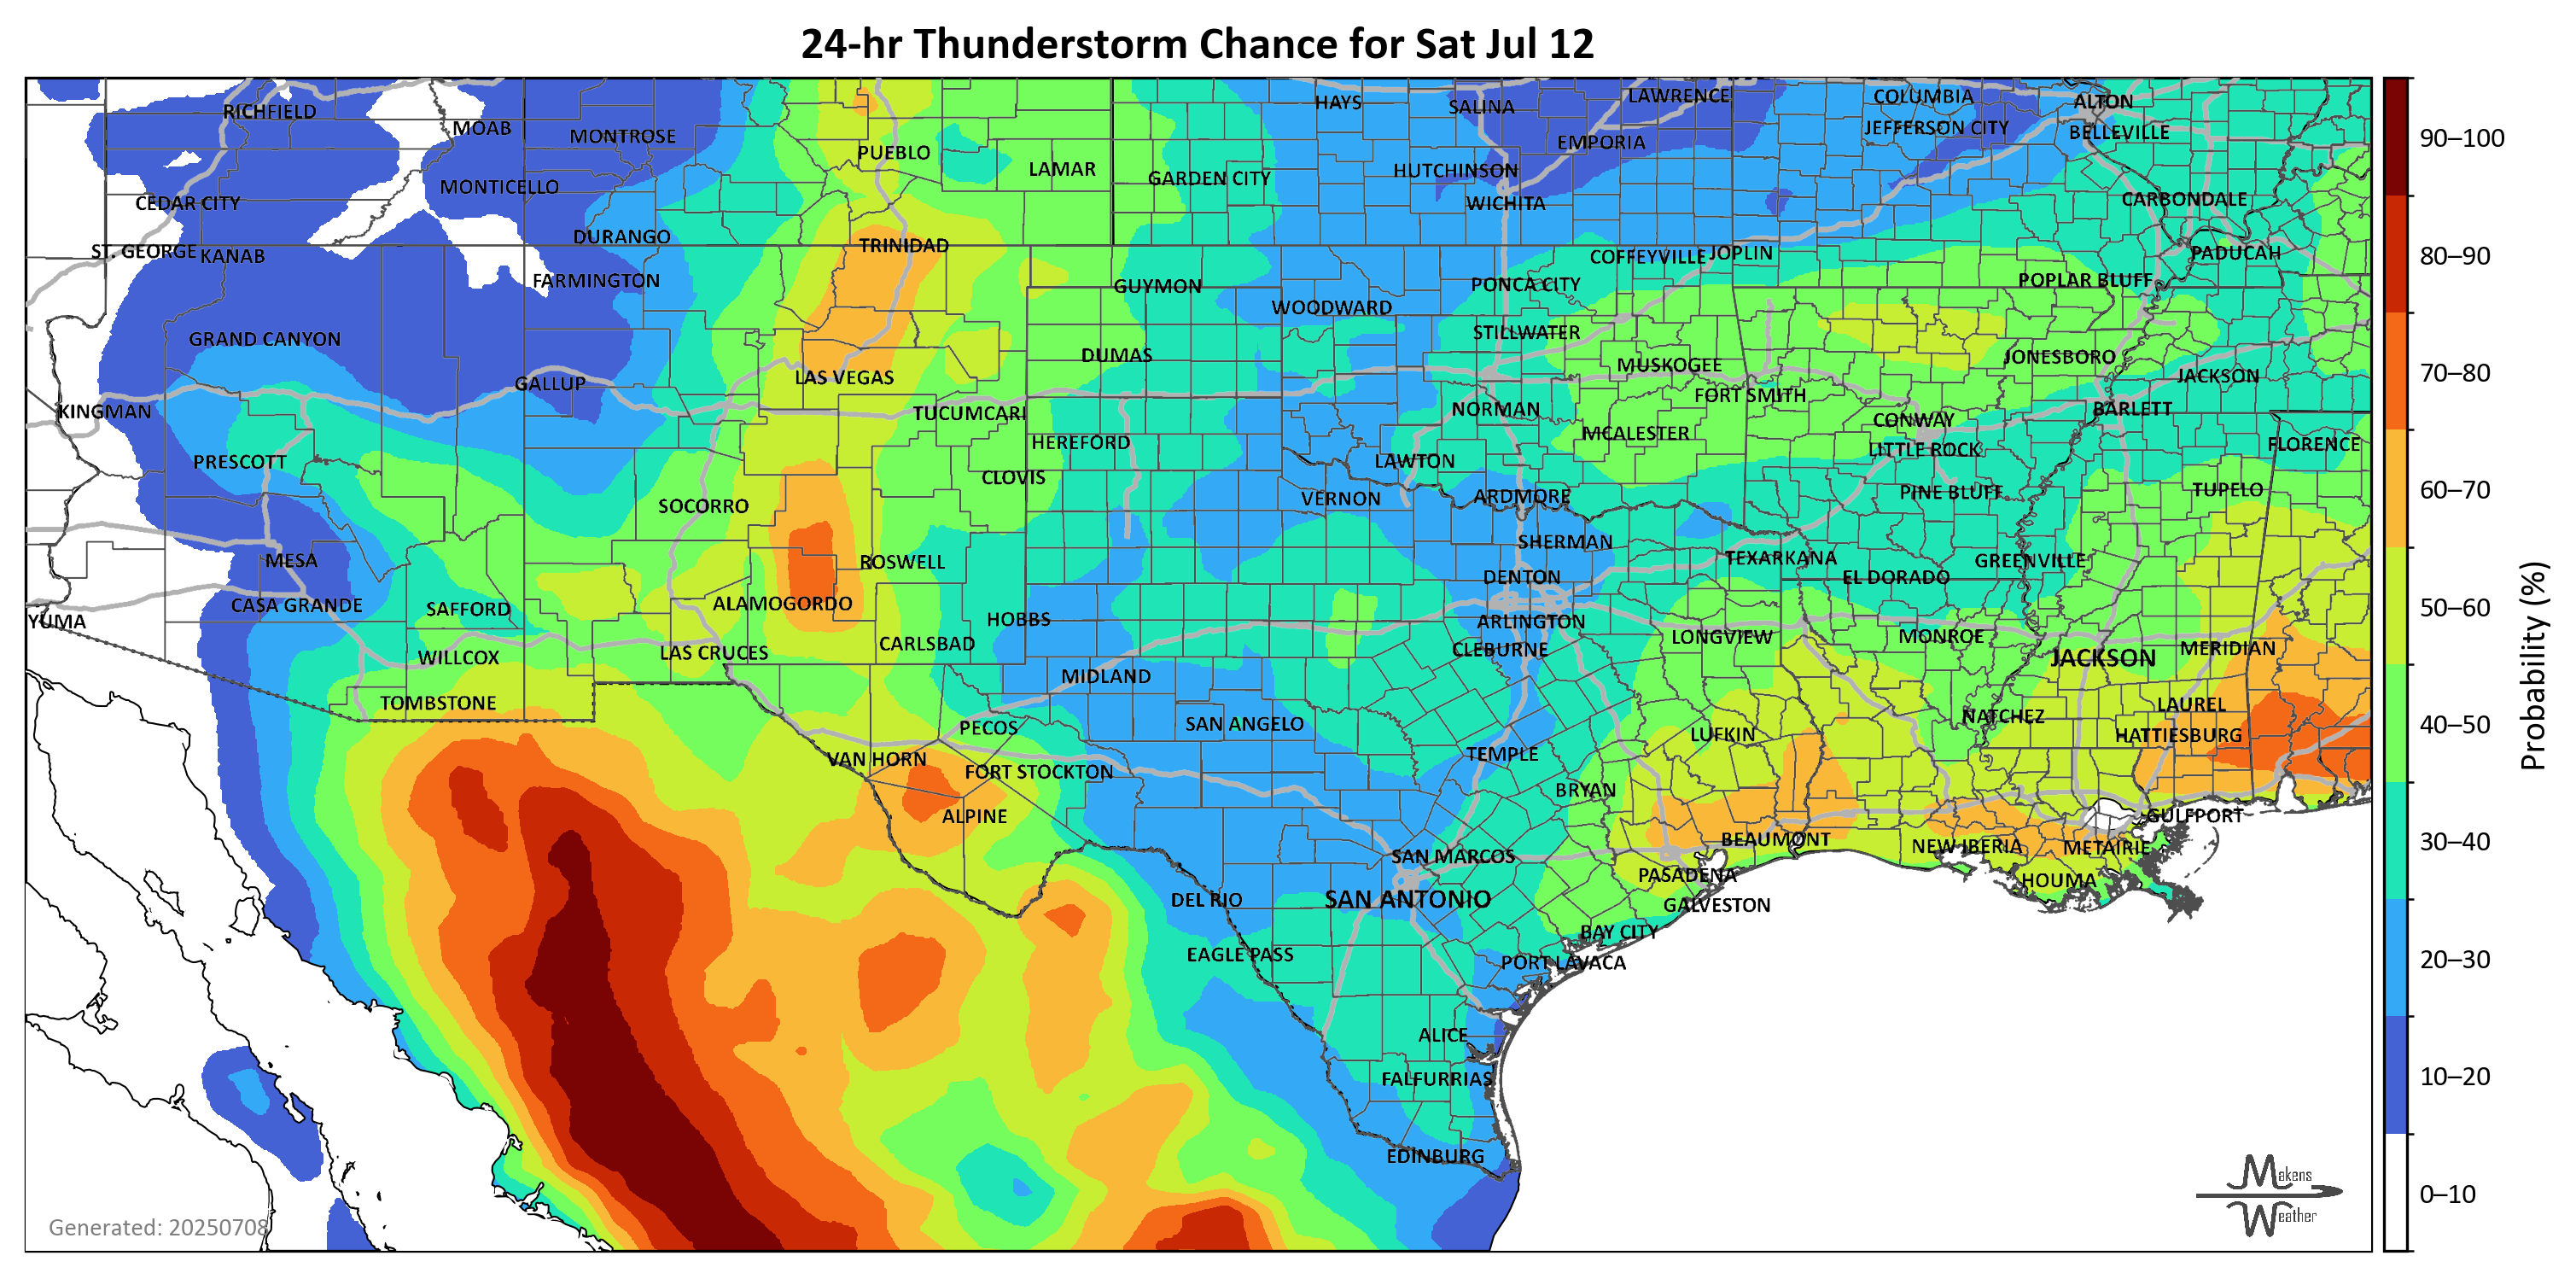 24-hr Thunderstorm Chance for Sat Jul 12
RICHFIELD
MOAB
MONTROSE
PUEBLO
LAMAR
GARDEN CITY
HAYS
SALINA
LAWRENCE
EMPORIA
HUTCHINSON
WICHITA
COLUMBIA
JEFFERSON CITY
ALTON
BELLEVILLE
CARBONDALE
MONTICELLO
CEDAR CITY
ST. GEORGE
KANAB
DURANGO
TRINIDAD
FARMINGTON
GUYMON
WOODWARD
PONCA CITY
COFFEYVILLE
JOPLIN
POPLAR BLUFF
PADUCAH
GRAND CANYON
DUMAS
STILLWATER
MUSKOGEE
JONESBORO
JACKSON
GALLUP
LAS VEGAS
KINGMAN
TUCUMCARI
NORMAN
FORT SMITH
CONWAY
BARLETT
HEREFORD
MCALESTER
LITTLE ROCK
FLORENCE
PRESCOTT
CLOVIS
LAWTON
SOCORRO
VERNON
ARDMORE
PINE BLUFF
TUPELO
MESA
ROSWELL
SHERMAN
TEXARKANA
GREENVILLE
DENTON
EL DORADO
CASA GRANDE
SAFFORD
ALAMOGORDO
YUMA
HOBBS
ARLINGTON
WILLCOX
LAS CRUCES
CARLSBAD
CLEBURNE
LONGVIEW
MONROE
JACKSON
MERIDIAN
TOMBSTONE
MIDLAND
PECOS
SAN ANGELO
LUFKIN
NATCHEZ
LAUREL
HATTIESBURG
VAN HORN
FORT STOCKTON
TEMPLE
BRYAN
ALPINE
BEAUMONT
GULFPORT
NEW IBERIA
METAIRIE
SAN MARCOS
PASADENA
HOUMA
DEL RIO
SAN ANTONIO
GALVESTON
BAY CITY
EAGLE PASS
PORT LAVACA
ALICE
FALFURRIAS
EDINBURG
Generated: 20250708
Makens
Weather
90–100
80–90
70–80
60–70
50–60
40–50
30–40
20–30
10–20
0–10
Probability (%)